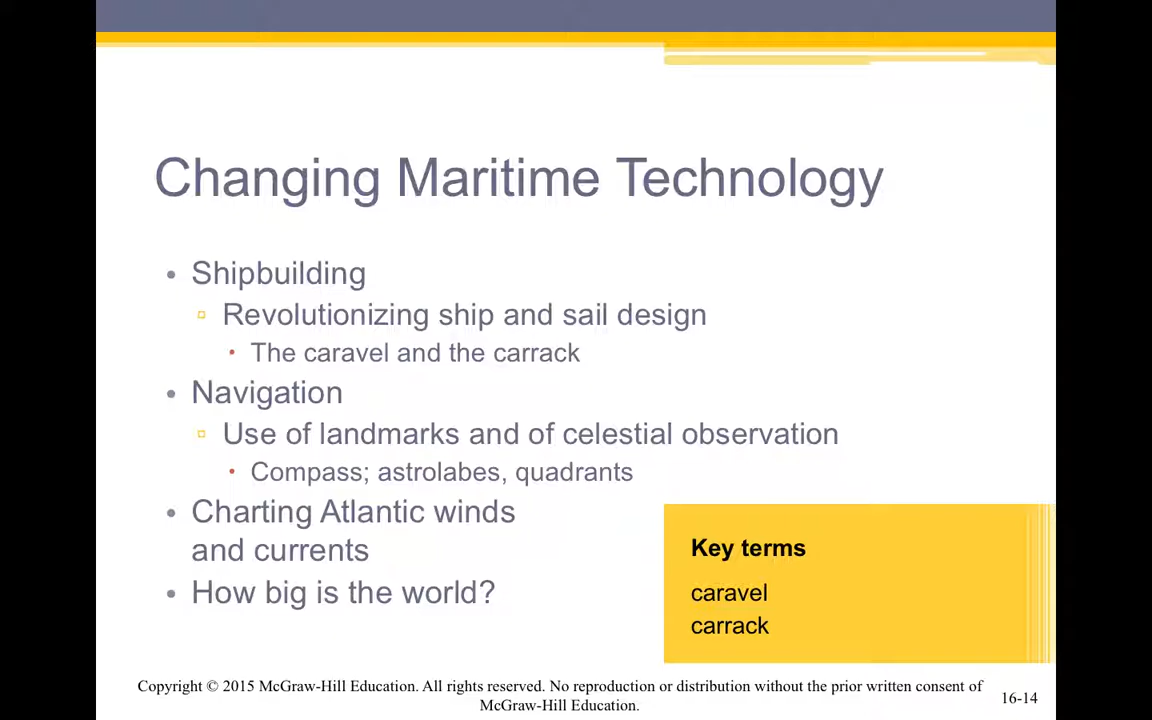 Changing Maritime Technology
• Shipbuilding
▫ Revolutionizing ship and sail design
• The caravel and the carrack
• Navigation
▫ Use of landmarks and of celestial observation
• Compass; astrolabes, quadrants
• Charting Atlantic winds
and currents
• How big is the world?
Key terms
caravel
carrack
Copyright © 2015 McGraw-Hill Education. All rights reserved. No reproduction or distribution without the prior written consent of
McGraw-Hill Education.
16-14